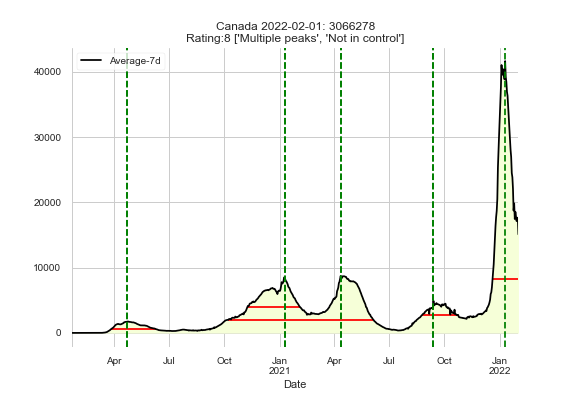 Canada 2022-02-01: 3066278
Rating:8 ['Multiple peaks', 'Not in control']
Average-7d
40000
30000
20000
10000
0
Apr Jul Oct Jan Apr Jul Oct Jan
2021 2022
Date